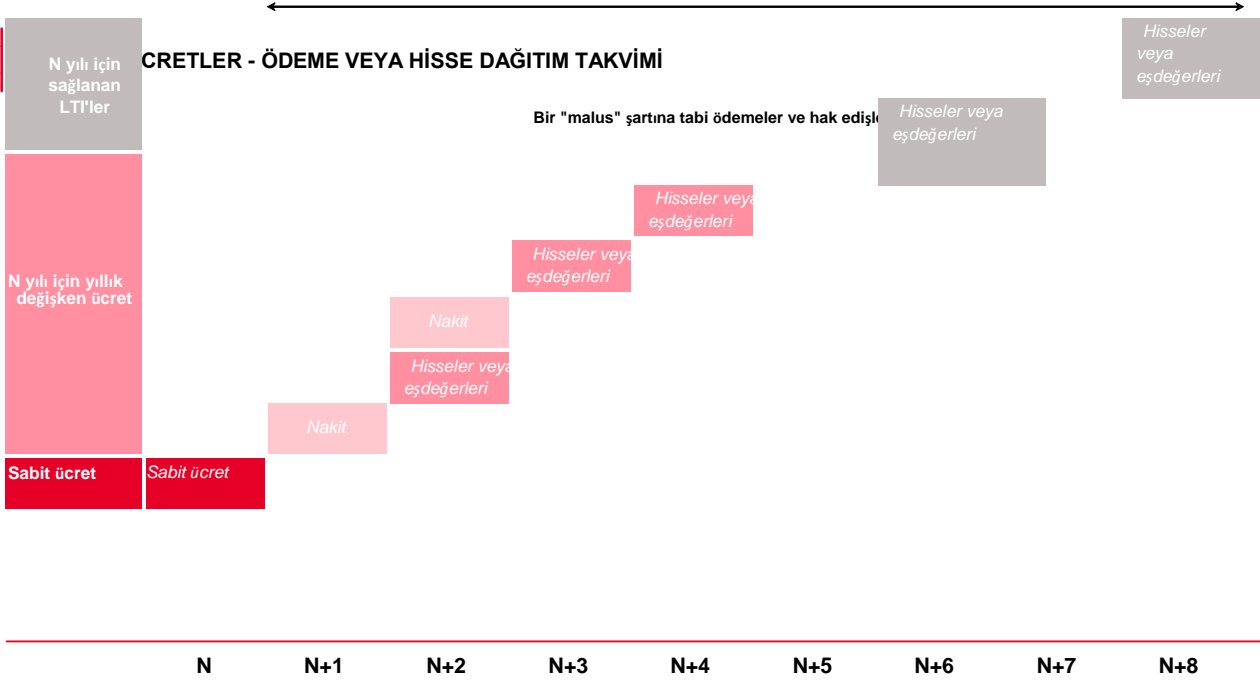 CRETLER - ÖDEME VEYA HİSSE DAĞITIM TAKVİMİ
N yılı için
sağlanan
LTI'ler
Hisseler
veya
eşdeğerleri
Bir "malus" şartına tabi ödemeler ve hak edişl
Hisseler veya
eşdeğerleri
Hisseler veya
eşdeğerleri
Hisseler veya
eşdeğerleri
N yılı için yıllık
değişken ücret
Nakit
Hisseler veya
eşdeğerleri
Nakit
Sabit ücret
Sabit ücret
N N+1 N+2 N+3 N+4 N+5 N+6 N+7 N+8